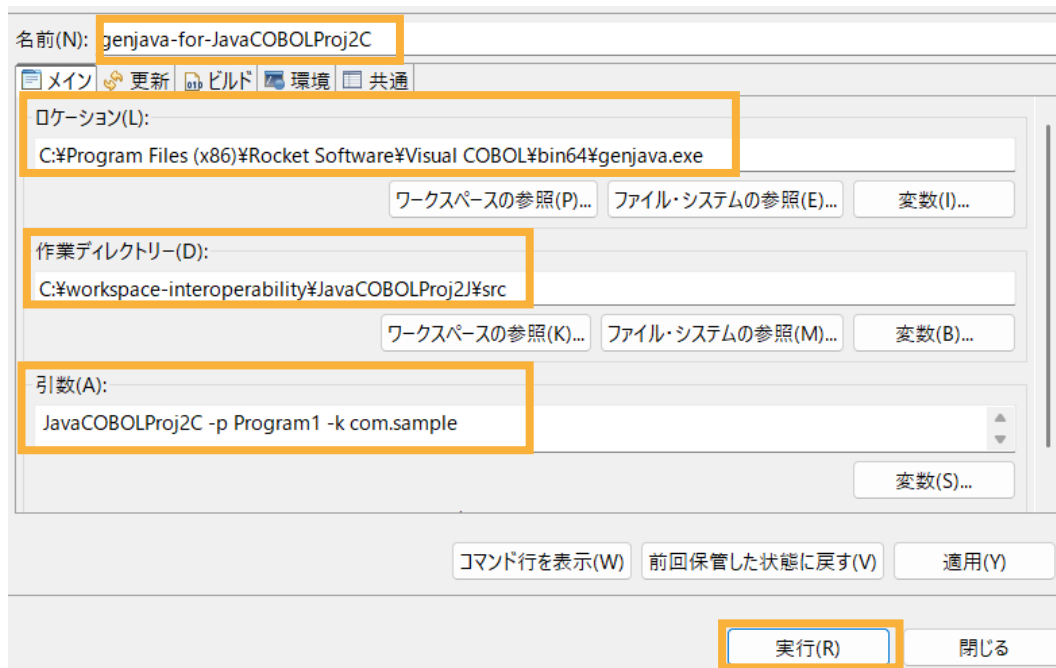 名前(N): genjava-for-JavaCOBOLProj2C
メイン 更新 ビルド 環境 共通
ロケーション(L):
C:¥Program Files (x86)¥Rocket Software¥Visual COBOL¥bin64¥genjava.exe
ワークスペースの参照(P)... ファイル・システムの参照(E)... 変数(I)...
作業ディレクトリー(D):
C:¥workspace-interoperability¥JavaCOBOLProj2J¥src
ワークスペースの参照(K)... ファイル・システムの参照(M)... 変数(B)...
引数(A):
JavaCOBOLProj2C -p Program1 -k com.sample
変数(S)...
コマンド行を表示(W) 前回保管した状態に戻す(V) 適用(Y)
実行(R) 閉じる